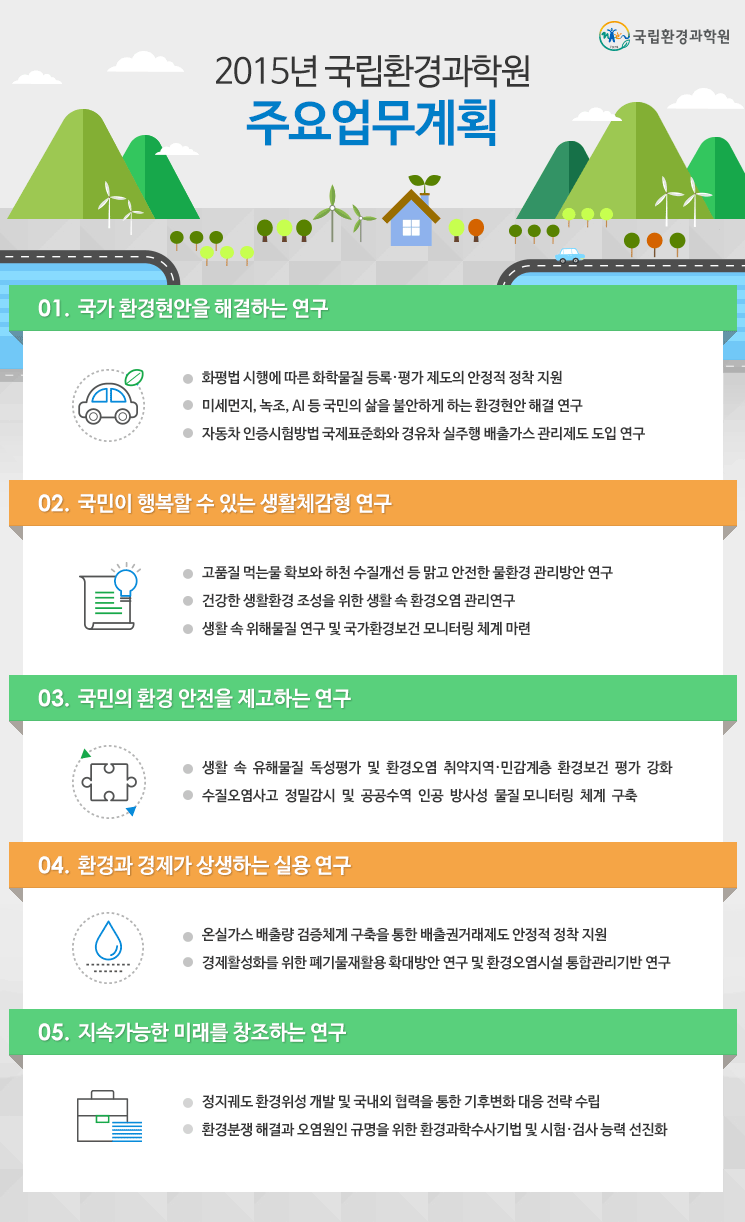 국립환경과학원
2015년 국립환경과학원
주요업무계획
01. 국가 환경현안을 해결하는 연구
화평법 시행에 따른 화학물질 등록·평가 제도의 안정적 정착 지원
미세먼지, 녹조, AI 등 국민의 삶을 불안하게 하는 환경현안 해결 연구
자동차 인증시험방법 국제표준화와 경유차 실주행 배출가스 관리제도 도입 연구
02. 국민이 행복할 수 있는 생활체감형 연구
고품질 먹는물 확보와 하천 수질개선 등 맑고 안전한 물환경 관리방안 연구
건강한 생활환경 조성을 위한 생활 속 환경오염 관리연구
생활 속 위해물질 연구 및 국가환경보건 모니터링 체계 마련
03. 국민의 환경 안전을 제고하는 연구
생활 속 유해물질 독성평가 및 환경오염 취약지역·민감계층 환경보건 평가 강화
수질오염사고 정밀감시 및 공공수역 인공 방사성 물질 모니터링 체계 구축
04. 환경과 경제가 상생하는 실용 연구
온실가스 배출량 검증체계 구축을 통한 배출권거래제도 안정적 정착 지원
경제활성화를 위한 폐기물재활용 확대방안 연구 및 환경오염시설 통합관리기반 연구
05. 지속가능한 미래를 창조하는 연구
정지궤도 환경위성 개발 및 국내외 협력을 통한 기후변화 대응 전략 수립
환경분쟁 해결과 오염원인 규명을 위한 환경과학수사기법 및 시험·검사 능력 선진화